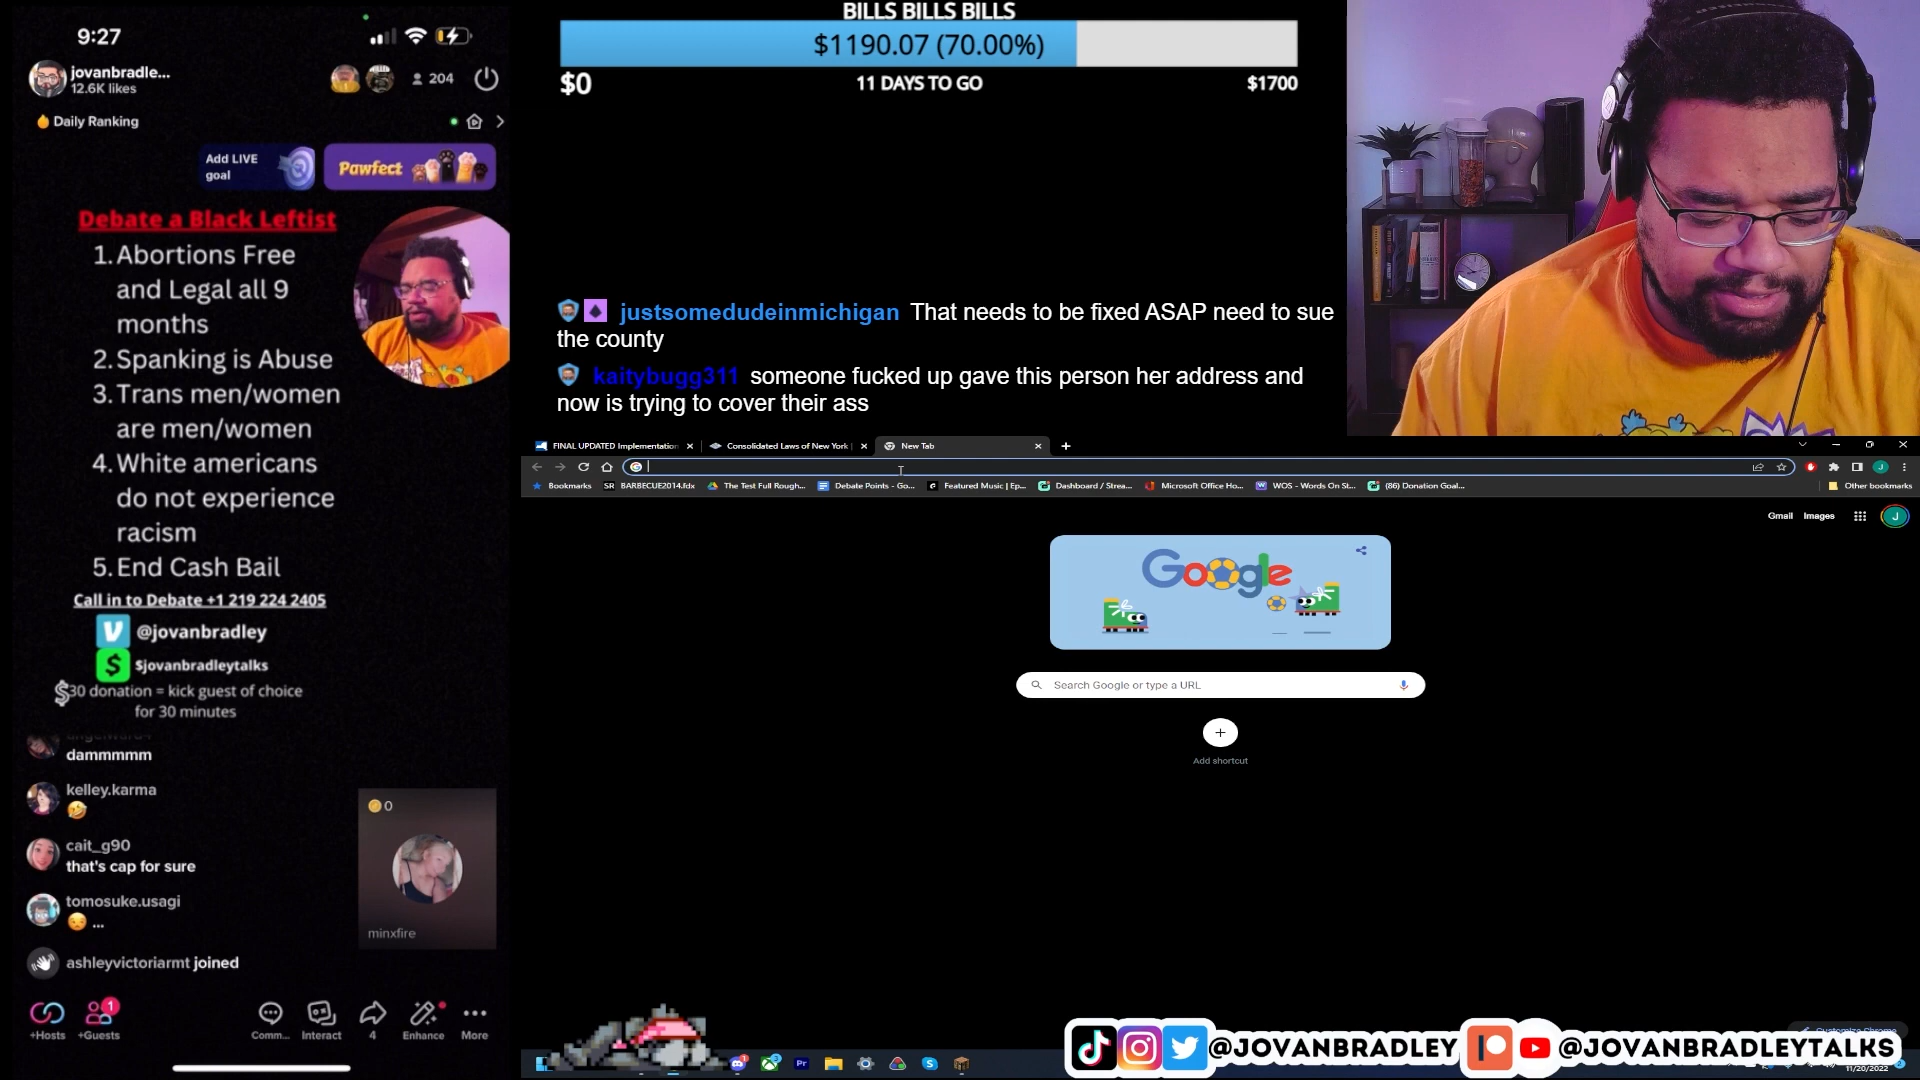 9:27
jovanbradle...
12.6K likes
204
Daily Ranking
Add LIVE
goal
Pawfect
Debate a Black Leftist
1. Abortions Free
and Legal all 9
months
2. Spanking is Abuse
3. Trans men/women
are men/women
4. White americans
do not experience
racism
5. End Cash Bail
Call in to Debate +1 219 224 2405
@jovanbradley
$jovanbradleytalks
$30 donation = kick guest of choice
for 30 minutes
dammmmm
kelley.karma
cait_g90
that's cap for sure
tomosuke.usagi
...
ashleyvictoriarmt joined
0
minxfire
+Hosts
1
+Guests
Comm...
Interact
4
Enhance
More
BILLS BILLS BILLS
$1190.07 (70.00%)
$0
11 DAYS TO GO
$1700
justsomedudeinmichigan That needs to be fixed ASAP need to sue
the county
kaitybugg311 someone fucked up gave this person her address and
now is trying to cover their ass
FINAL UPDATED Implementation
Consolidated Laws of New York
New Tab
Bookmarks
BARBECUE2014.fdx
The Test Full Rough...
Debate Points - Go...
Featured Music | Ep...
Dashboard / Strea...
Microsoft Office Ho...
WOS - Words On St...
(86) Donation Goal...
Other bookmarks
Gmail
Images
J
Google
Search Google or type a URL
Add shortcut
Customize Chrome
@JOVANBRADLEY
@JOVANBRADLEYTALKS
11/20/2022